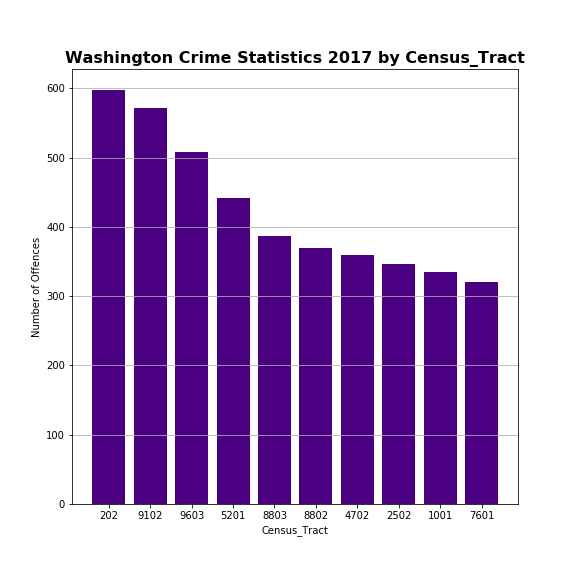 Washington Crime Statistics 2017 by Census_Tract
600
500
400
300
200
100
0
Number of Offences
202 9102 9603 5201 8803 8802 4702 2502 1001 7601
Census_Tract